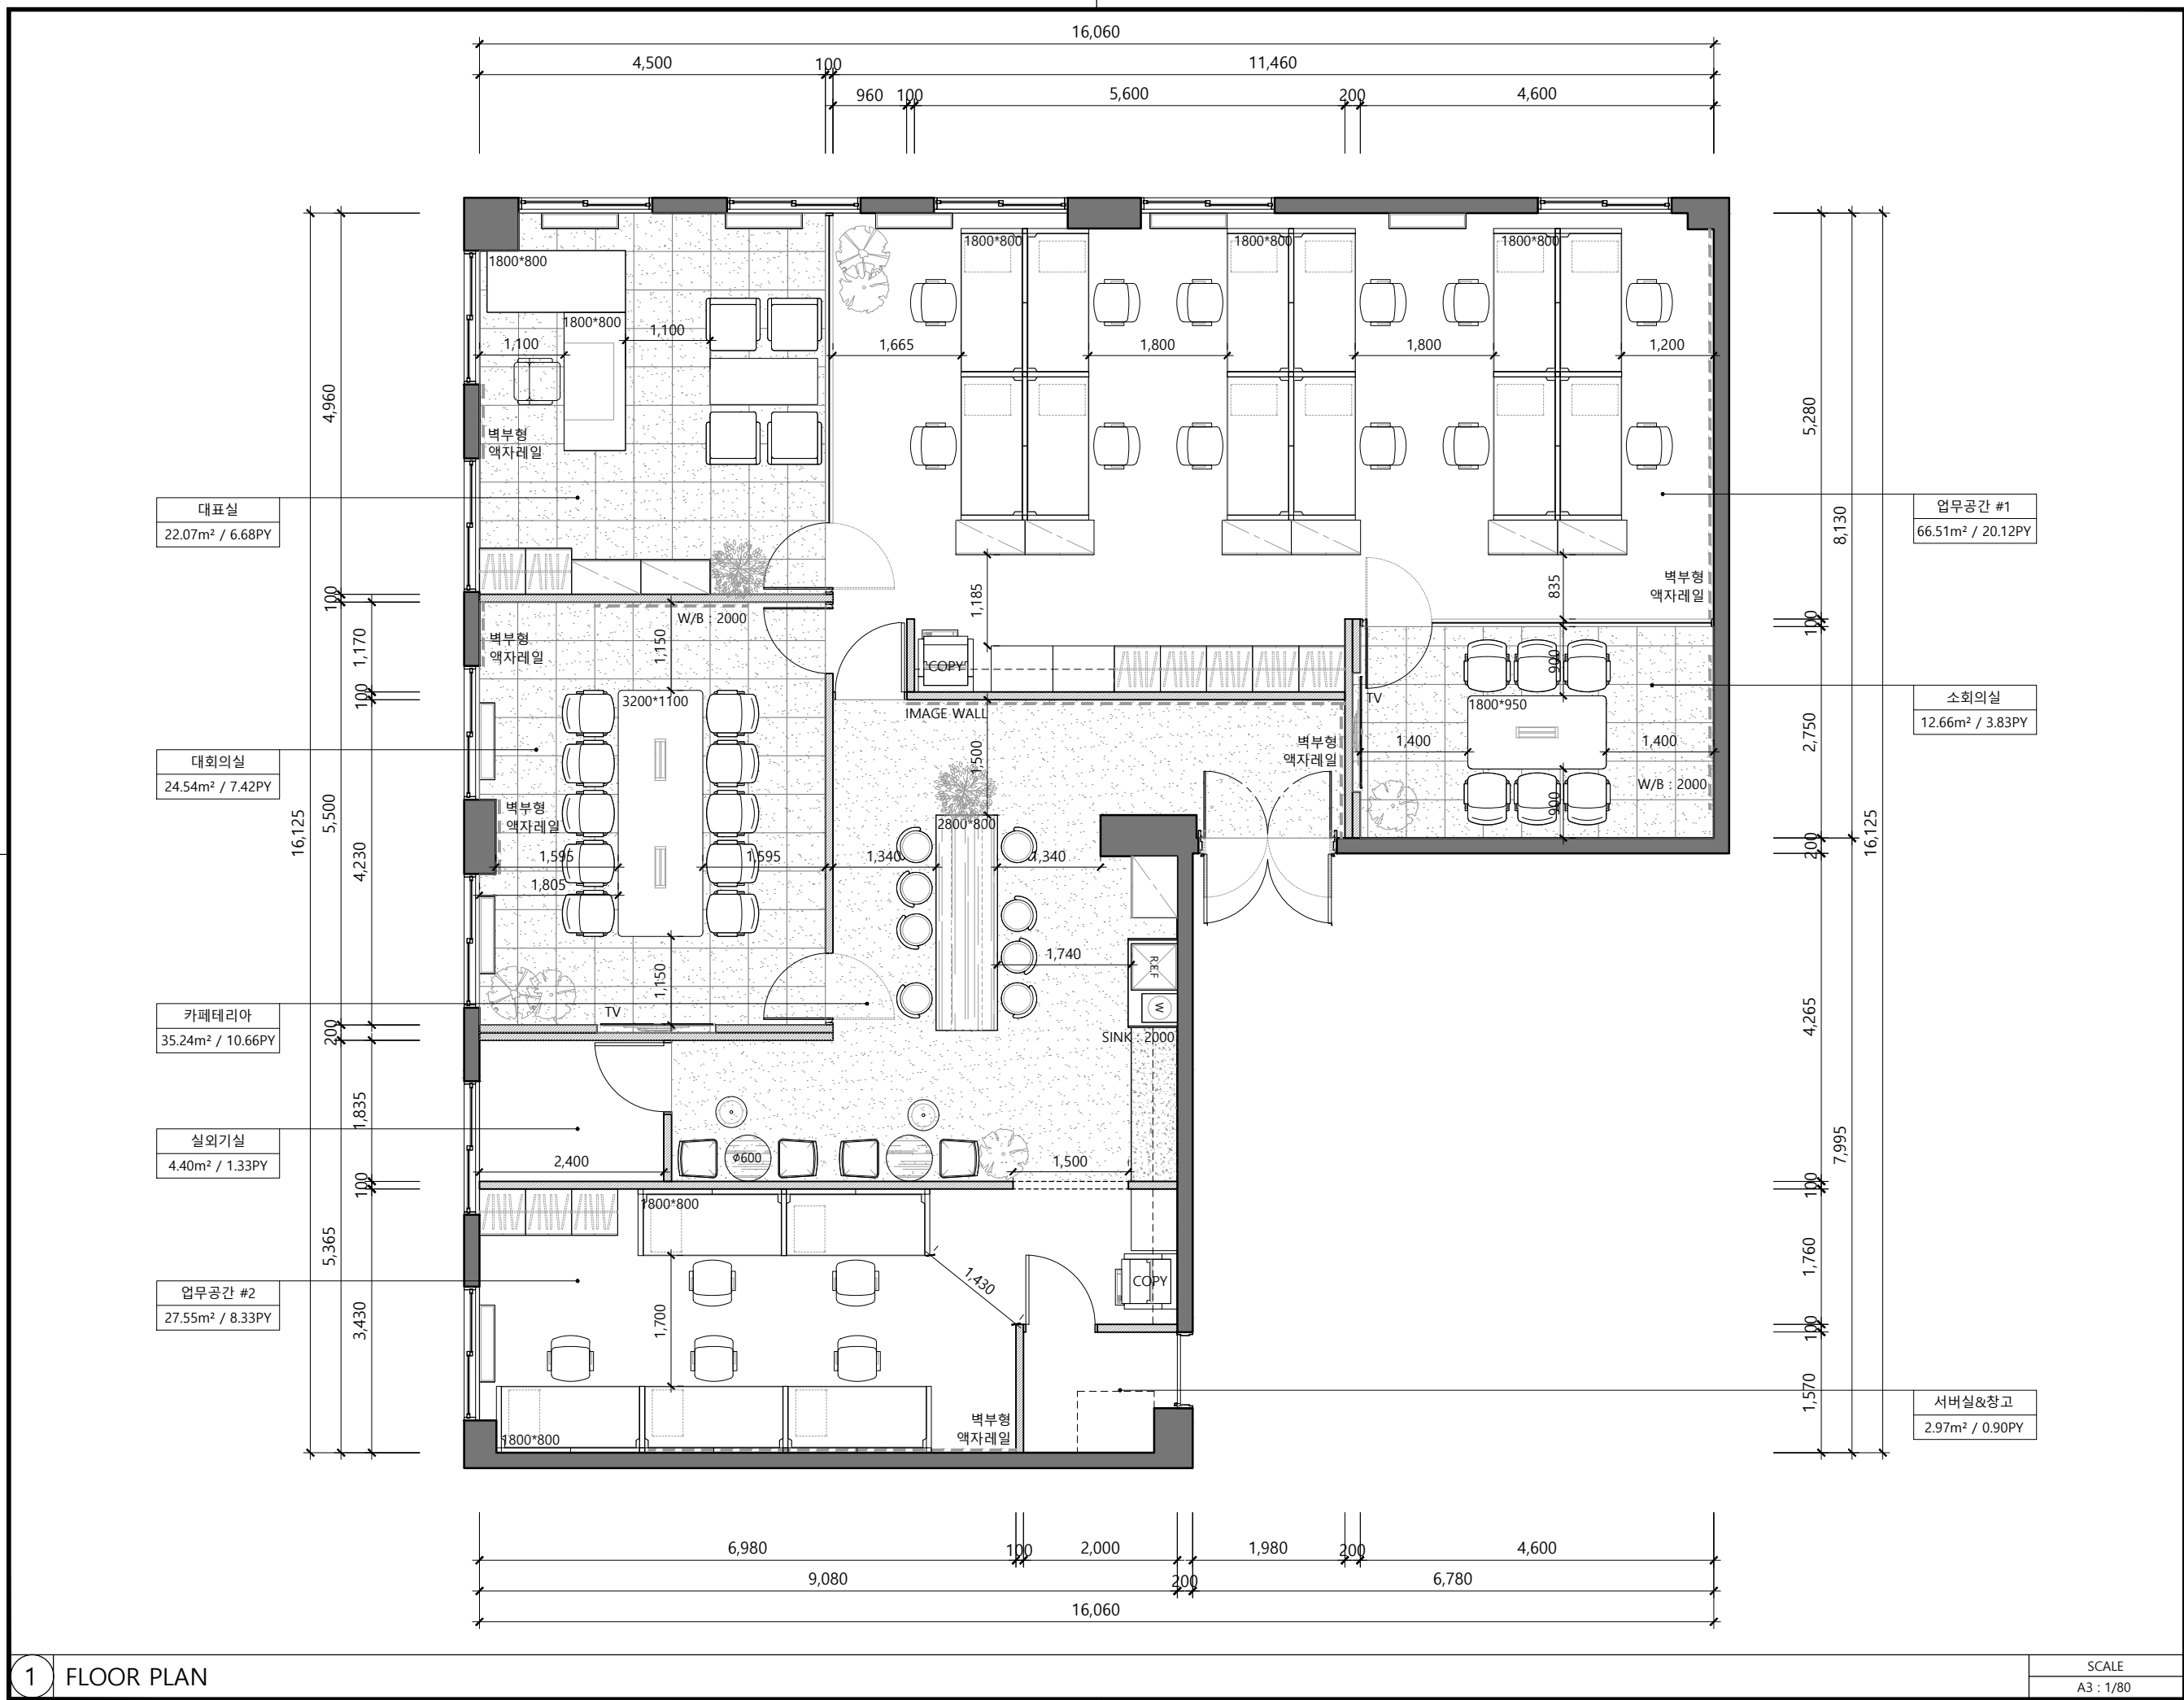 16,060
4,500
100
11,460
960
100
5,600
200
4,600
1800*800
1800*800
1800*800
1800*800
1800*800
1,100
1,100
1,665
1,800
1,800
1,200
4,960
5,280
벽부형
액자레일
대표실
22.07m² / 6.68PY
업무공간 #1
66.51m² / 20.12PY
8,130
벽부형
액자레일
835
1,185
100
100
W/B : 2000
1,150
벽부형
액자레일
1,170
COPY
900
TV
100
3200*1100
IMAGE WALL
1800*950
소회의실
12.66m² / 3.83PY
2,750
벽부형
액자레일
1,500
1,400
1,400
대회의실
24.54m² / 7.42PY
W/B : 2000
900
벽부형
액자레일
16,125
5,500
4,230
2800*800
16,125
200
1,595
1,595
1,340
1,340
1,805
1,740
R.E.F
W
1,150
TV
카페테리아
35.24m² / 10.66PY
200
SINK : 2000
4,265
1,835
실외기실
4.40m² / 1.33PY
2,400
Φ600
1,500
7,995
100
100
1800*800
5,365
1,760
COPY
1,430
업무공간 #2
27.55m² / 8.33PY
3,430
1,700
100
1,570
서버실&창고
2.97m² / 0.90PY
벽부형
액자레일
1800*800
6,980
100
2,000
1,980
200
4,600
9,080
200
6,780
16,060
1
FLOOR PLAN
SCALE
A3 : 1/80